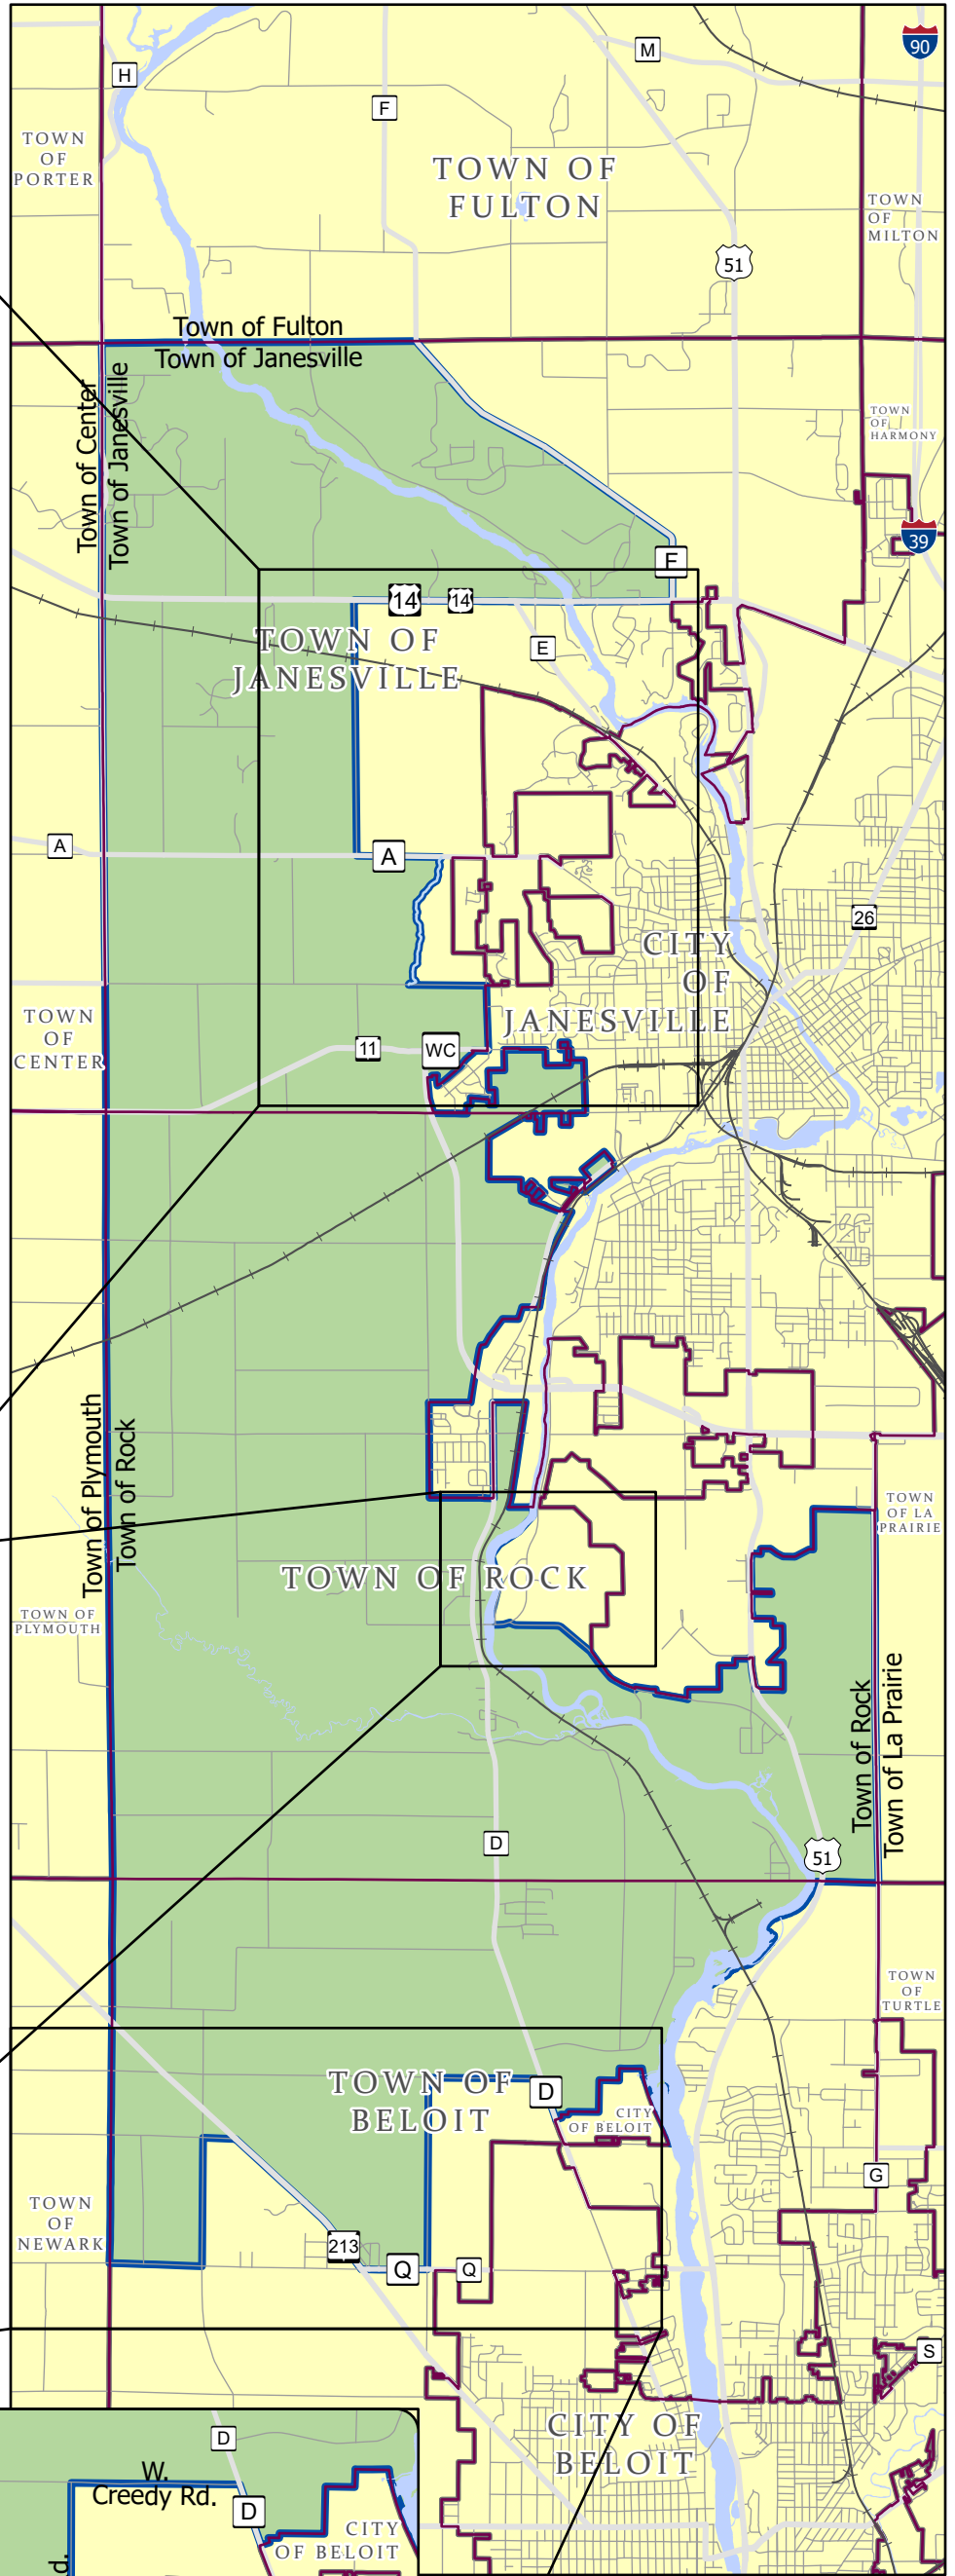 90
M
H
F
TOWN
OF
PORTER
TOWN OF
FULTON
TOWN
OF
MILTON
51
Town of Fulton
Town of Janesville
Town of Center
Town of Janesville
TOWN
OF
HARMONY
39
F
14
14
TOWN OF
JANESVILLE
E
A
A
26
CITY
OF
JANESVILLE
TOWN
OF
CENTER
11
WC
Town of Plymouth
Town of Rock
TOWN
OF LA
PRAIRIE
TOWN OF ROCK
TOWN OF
PLYMOUTH
Town of Rock
Town of La Prairie
D
51
TOWN
OF
TURTLE
TOWN OF
BELOIT
D
CITY
OF BELOIT
G
TOWN
OF
NEWARK
213
Q
Q
S
CITY OF
BELOIT
D
W.
Creedy Rd.
D
CITY
OF BELOIT
d.